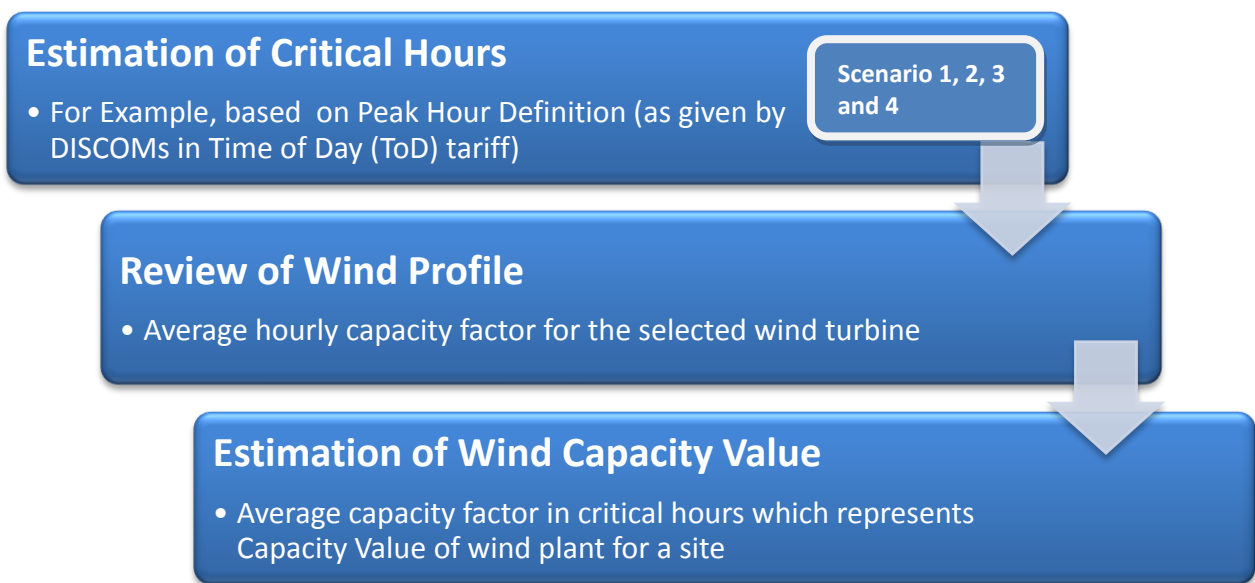 Estimation of Critical Hours
• For Example, based on Peak Hour Definition (as given by
DISCOMs in Time of Day (ToD) tariff)
Scenario 1, 2, 3
and 4
Review of Wind Profile
• Average hourly capacity factor for the selected wind turbine
Estimation of Wind Capacity Value
• Average capacity factor in critical hours which represents
Capacity Value of wind plant for a site